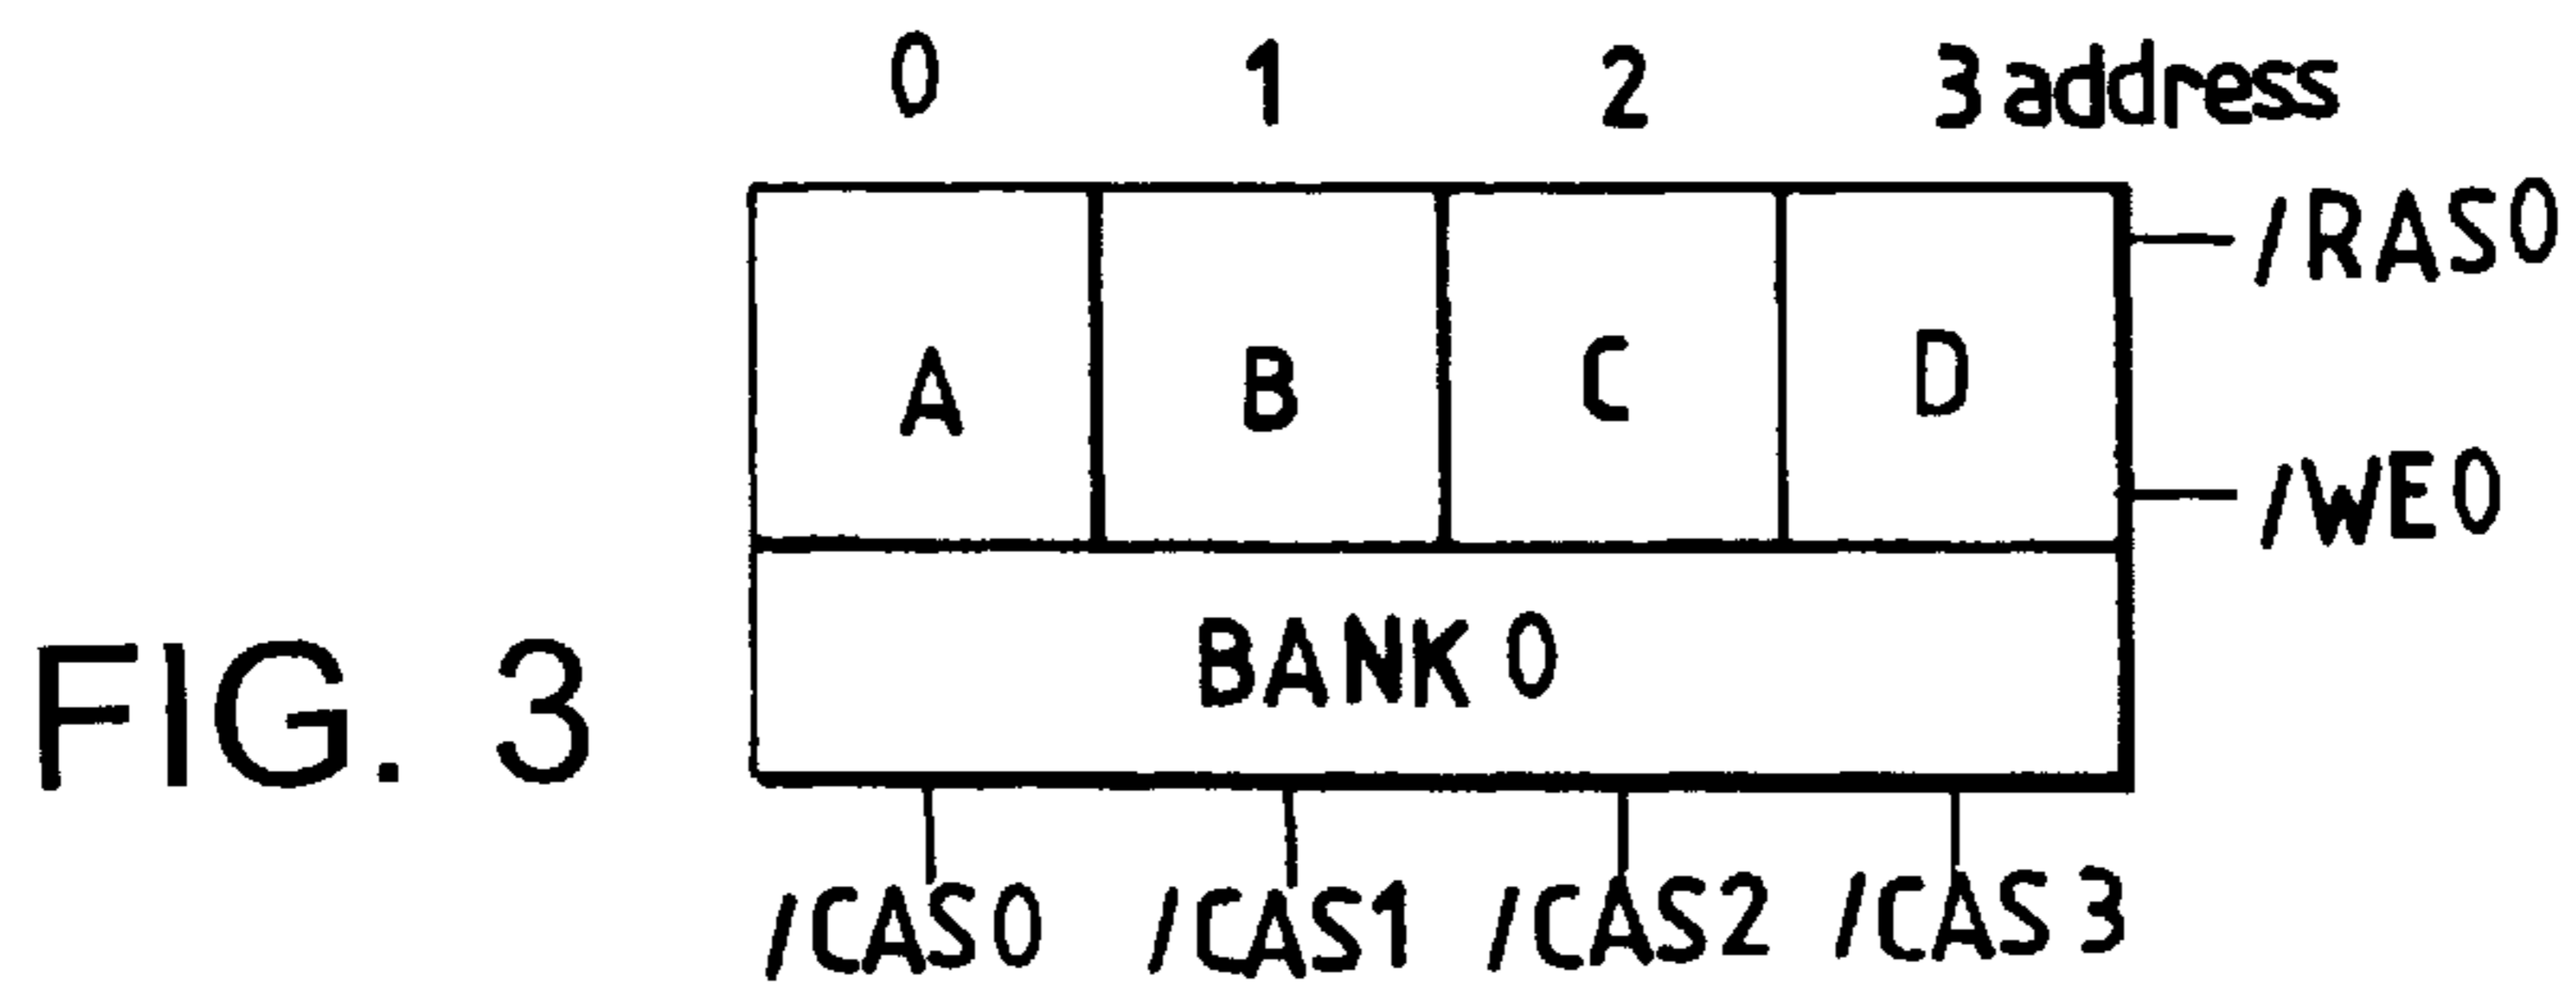 0 1 2 3 address
/RAS0
A B C D
/WE0
BANK 0
FIG. 3
/CAS0 /CAS1 /CAS2 /CAS3